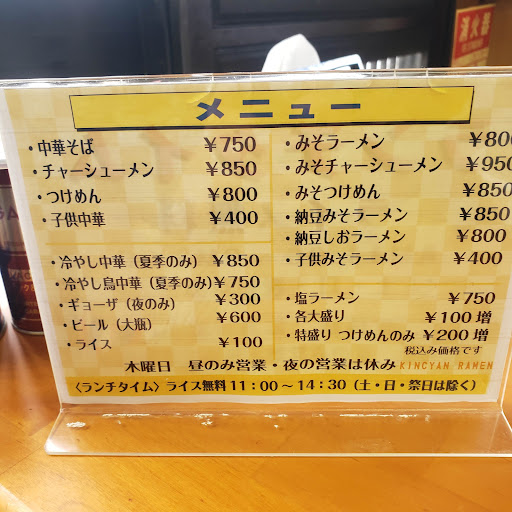 消火器
メニュー
・中華そば ￥750
・チャーシューメン ￥850
・つけめん ￥800
・子供中華 ￥400
・冷やし中華（夏季のみ）￥850
・冷やし鳥中華（夏季のみ）￥750
・ギョーザ（夜のみ） ￥300
・ビール（大瓶） ￥600
・ライス ￥100
・みそラーメン ￥800
・みそチャーシューメン ￥950
・みそつけめん ￥850
・納豆みそラーメン ￥850
・納豆しおラーメン ￥800
・子供みそラーメン ￥400
・塩ラーメン ￥750
・各大盛り ￥100 増
・特盛り つけめんのみ ￥200 増
税込み価格です
木曜日 昼のみ営業・夜の営業は休み KINCYAN RAMEN
〈ランチタイム〉ライス無料 11：00～14：30（土・日・祭日は除く）